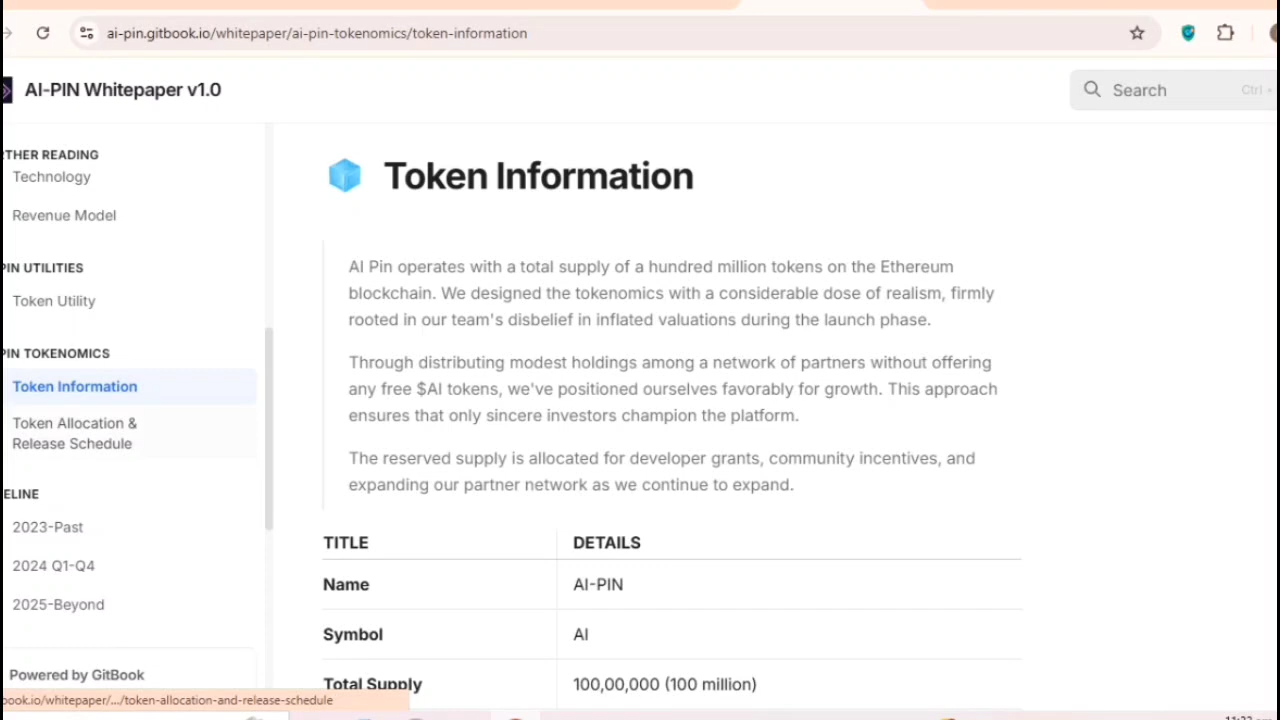 ai-pin.gitbook.io/whitepaper/ai-pin-tokenomics/token-information
AI-PIN Whitepaper v1.0
Search
Ctrl +
RTHER READING
Technology
Revenue Model
PIN UTILITIES
Token Utility
PIN TOKENOMICS
Token Information
Token Allocation &
Release Schedule
ELINE
2023-Past
2024 Q1-Q4
2025-Beyond
Powered by GitBook
book.io/whitepaper/.../token-allocation-and-release-schedule
Token Information
AI Pin operates with a total supply of a hundred million tokens on the Ethereum
blockchain. We designed the tokenomics with a considerable dose of realism, firmly
rooted in our team's disbelief in inflated valuations during the launch phase.
Through distributing modest holdings among a network of partners without offering
any free $AI tokens, we've positioned ourselves favorably for growth. This approach
ensures that only sincere investors champion the platform.
The reserved supply is allocated for developer grants, community incentives, and
expanding our partner network as we continue to expand.
TITLE DETAILS
Name AI-PIN
Symbol AI
Total Supply 100,00,000 (100 million)